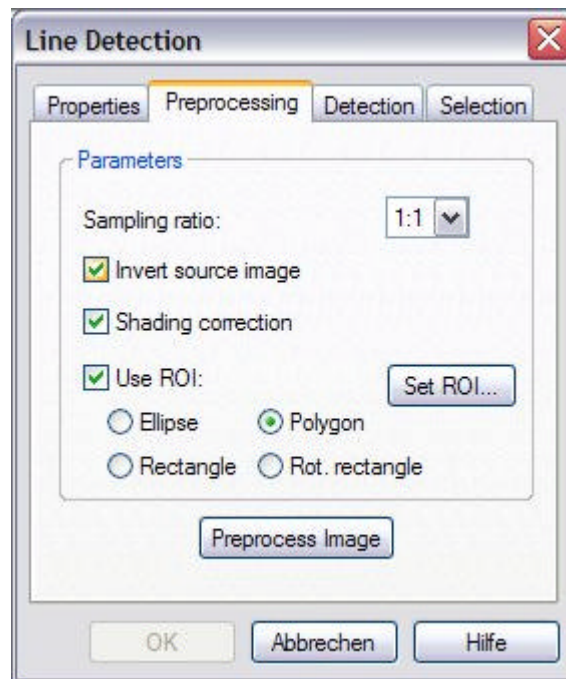 Line Detection
Properties Preprocessing Detection Selection
Parameters
Sampling ratio: 1:1
Invert source image
Shading correction
Use ROI: Set ROI...
Ellipse Polygon
Rectangle Rot. rectangle
Preprocess Image
OK Abbrechen Hilfe